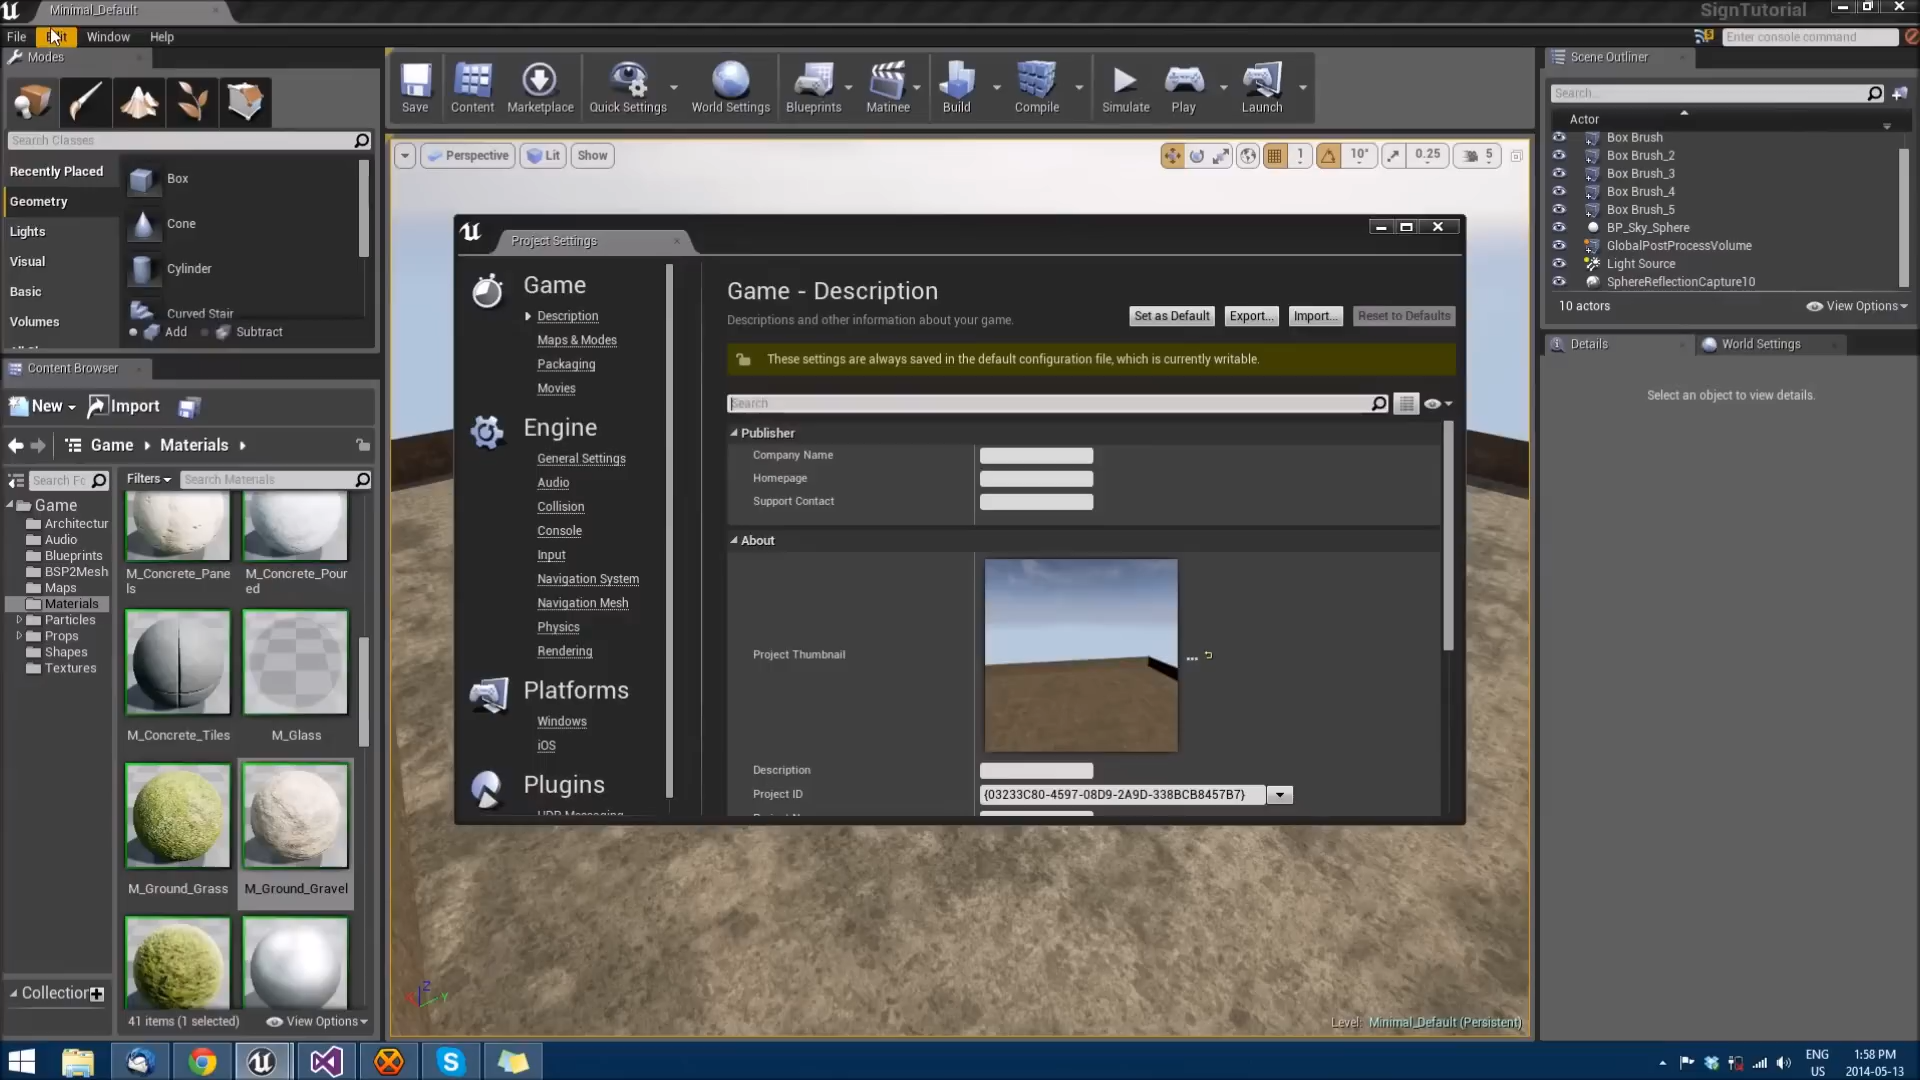 Minimal_Default
SignTutorial
File
Window
Help
Enter console command
Modes
Save
Content
Marketplace
Quick Settings
World Settings
Blueprints
Matinee
Build
Compile
Simulate
Play
Launch
Scene Outliner
Search...
Actor
Box Brush
Box Brush_2
Box Brush_3
Box Brush_4
Box Brush_5
BP_Sky_Sphere
GlobalPostProcessVolume
Light Source
SphereReflectionCapture10
10 actors
View Options
Details
World Settings
Select an object to view details.
Search Classes
Recently Placed
Geometry
Lights
Visual
Basic
Volumes
Box
Cone
Cylinder
Curved Stair
Add
Subtract
Content Browser
New
Import
Game
Materials
Search Fo
Filters
Search Materials
Game
Architectur
Audio
Blueprints
BSP2Mesh
Maps
Materials
Particles
Props
Shapes
Textures
M_Concrete_Pane
ls
M_Concrete_Pour
ed
M_Concrete_Tiles
M_Glass
M_Ground_Grass
M_Ground_Gravel
Collection
41 items (1 selected)
View Options
Perspective
Lit
Show
1
10°
0.25
5
Project Settings
Game
Description
Maps & Modes
Packaging
Movies
Engine
General Settings
Audio
Collision
Console
Input
Navigation System
Navigation Mesh
Physics
Rendering
Platforms
Windows
iOS
Plugins
Game - Description
Descriptions and other information about your game.
Set as Default
Export...
Import...
Reset to Defaults
These settings are always saved in the default configuration file, which is currently writable.
Search
Publisher
Company Name
Homepage
Support Contact
About
Project Thumbnail
Description
Project ID
{03233C80-4597-08D9-2A9D-338BCB8457B7}
Z
Y
Level: Minimal_Default (Persistent)
ENG
US
1:58 PM
2014-05-13